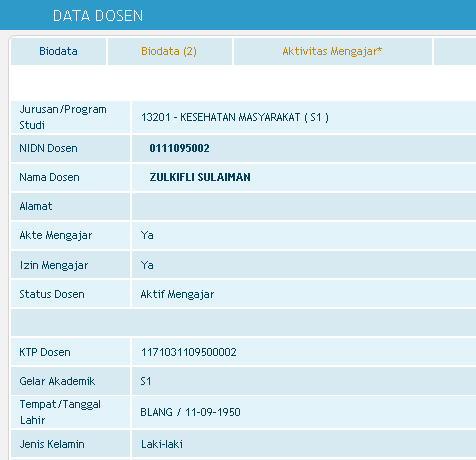 DATA DOSEN
Biodata
Biodata (2)
Aktivitas Mengajar*
Jurusan/Program
Studi
13201 - KESEHATAN MASYARAKAT ( S1 )
NIDN Dosen
0111095002
Nama Dosen
ZULKIFLI SULAIMAN
Alamat
Akte Mengajar
Ya
Izin Mengajar
Ya
Status Dosen
Aktif Mengajar
KTP Dosen
1171031109500002
Gelar Akademik
S1
Tempat/Tanggal
Lahir
BLANG / 11-09-1950
Jenis Kelamin
Laki-laki